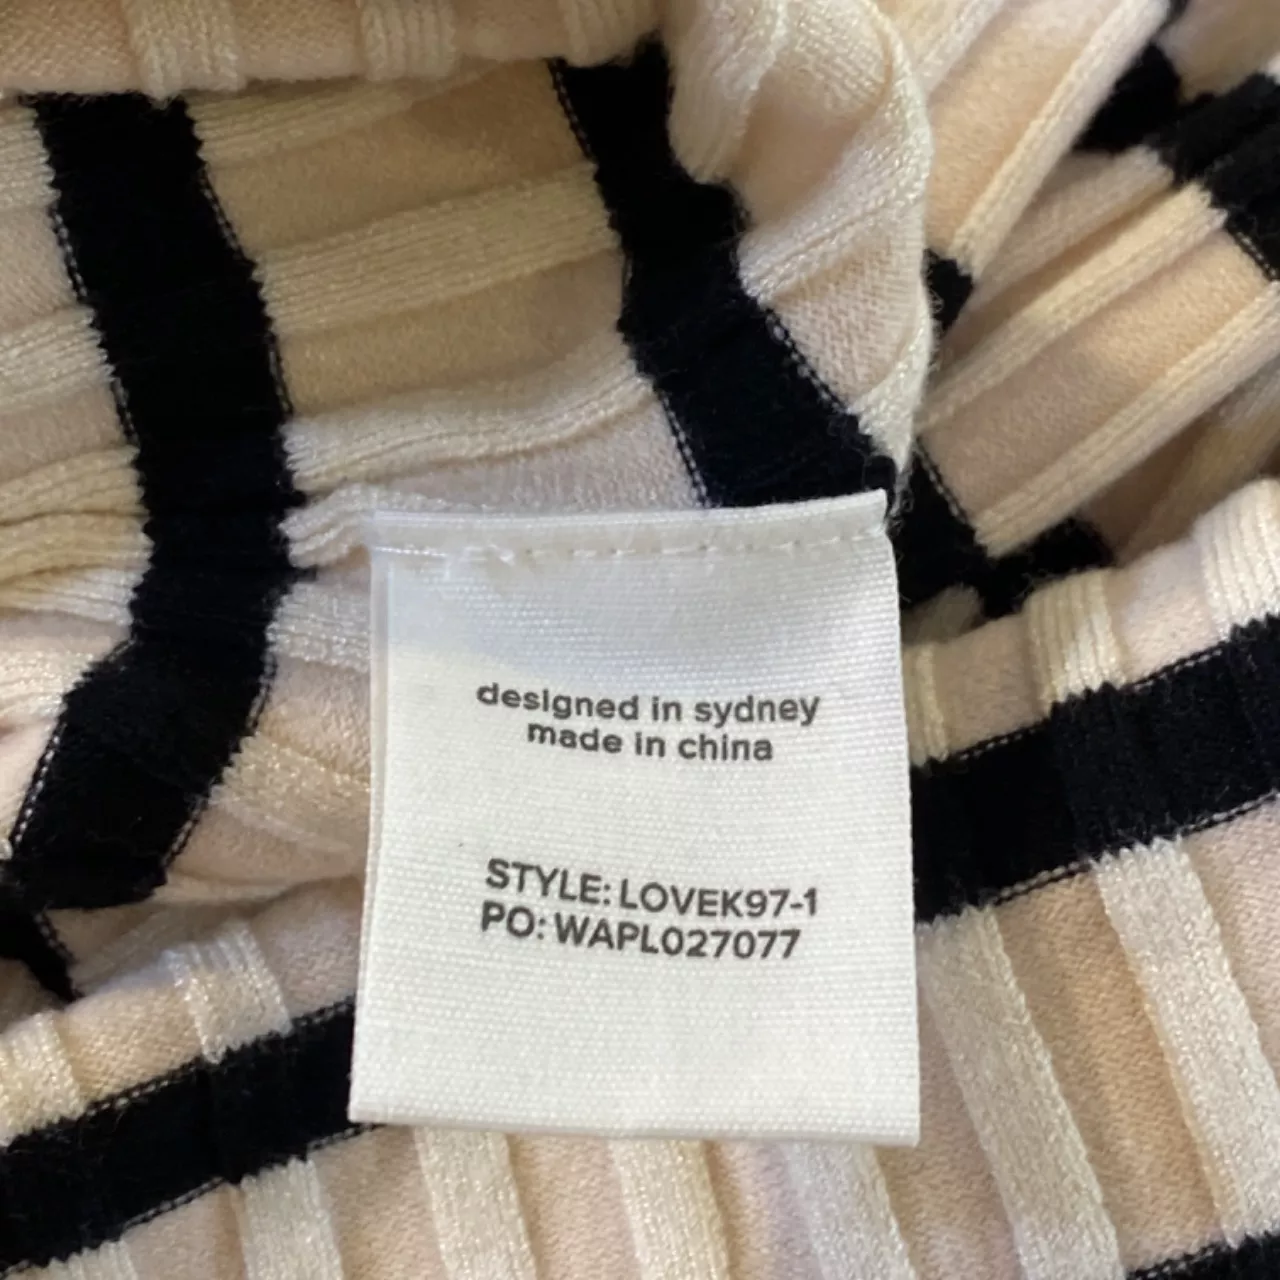 designed in sydney
made in china
STYLE: LOVEK97-1
PO: WAPL027077